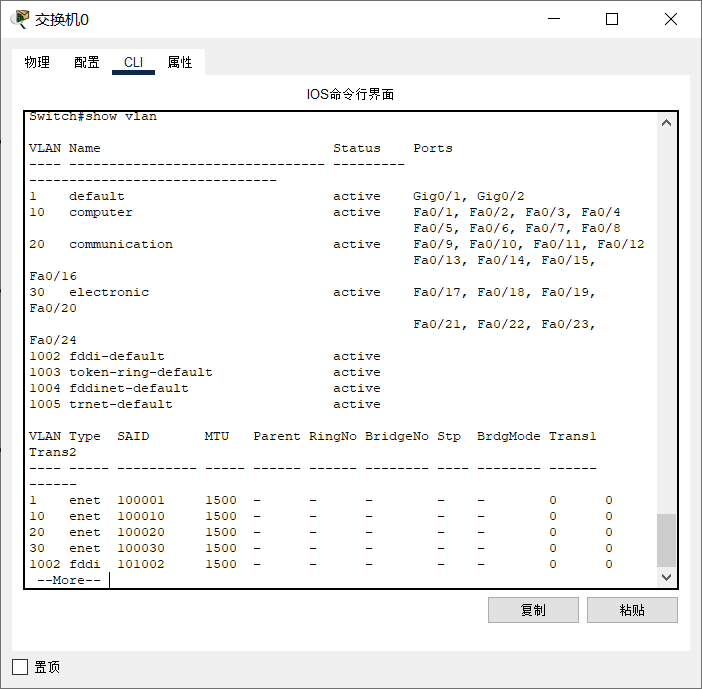 交换机0
物理 配置 CLI 属性
IOS命令行界面
Switch#show vlan
VLAN Name                             Status    Ports
---- -------------------------------- ---------
-------------------------------
1    default                          active    Gig0/1, Gig0/2
10   computer                         active    Fa0/1, Fa0/2, Fa0/3, Fa0/4
                                                Fa0/5, Fa0/6, Fa0/7, Fa0/8
20   communication                    active    Fa0/9, Fa0/10, Fa0/11, Fa0/12
                                                Fa0/13, Fa0/14, Fa0/15,
Fa0/16
30   electronic                       active    Fa0/17, Fa0/18, Fa0/19,
Fa0/20
                                                Fa0/21, Fa0/22, Fa0/23,
Fa0/24
1002 fddi-default                     active
1003 token-ring-default               active
1004 fddinet-default                  active
1005 trnet-default                    active
VLAN Type  SAID       MTU   Parent RingNo BridgeNo Stp  BrdgMode Trans1
Trans2
---- ----- ---------- ----- ------ ------ -------- ---- -------- ------
------
1    enet  100001     1500  -      -      -        -    -        0      0
10   enet  100010     1500  -      -      -        -    -        0      0
20   enet  100020     1500  -      -      -        -    -        0      0
30   enet  100030     1500  -      -      -        -    -        0      0
1002 fddi  101002     1500  -      -      -        -    -        0      0
 --More--
复制 粘贴
置顶